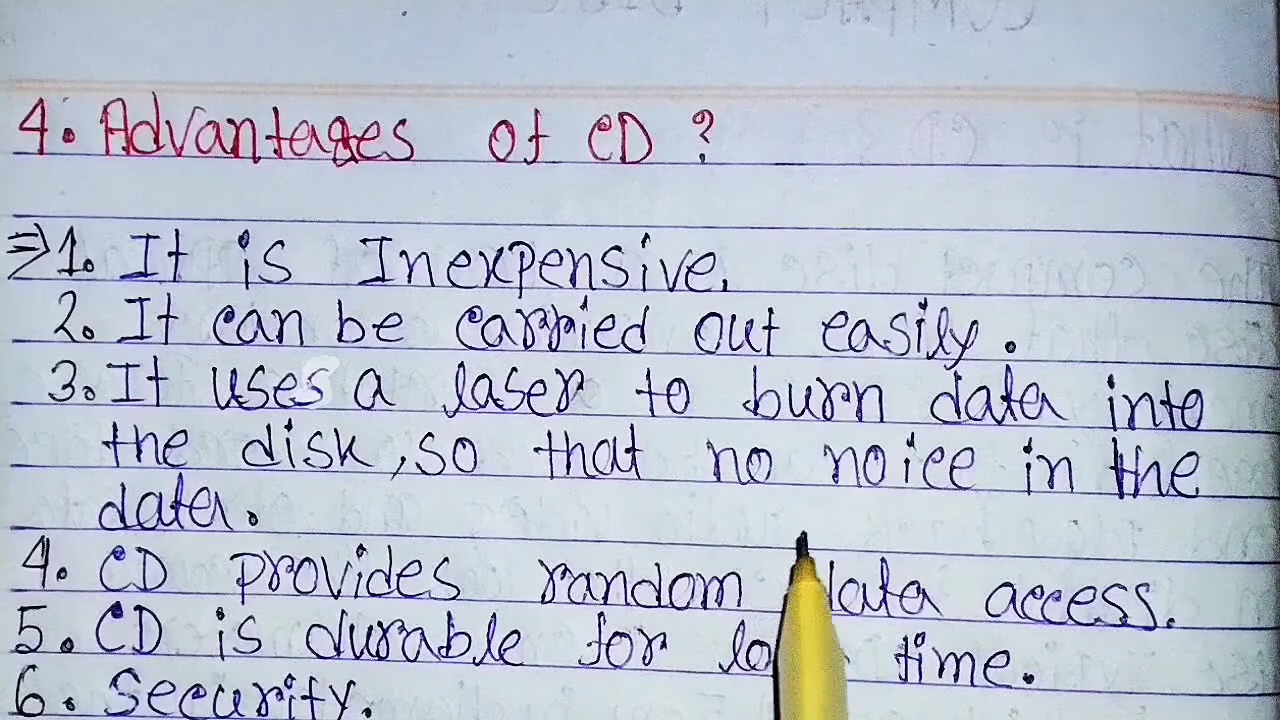 4. Advantages of CD ?
⇒1. It is Inexpensive.
2. It can be carried out easily.
3. It uses a laser to burn data into
the disk, so that no noice in the
data.
4. CD provides random data access.
5. CD is durable for time.
6. Security.